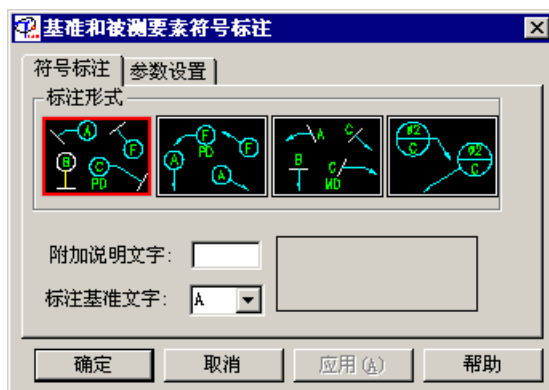 基准和被测要素符号标注
符号标注 参数设置
标注形式
A F B C PD
F F PD A A
A C B C MD
ø2 C ø2 C
附加说明文字:
标注基准文字: A
确定 取消 应用(A) 帮助